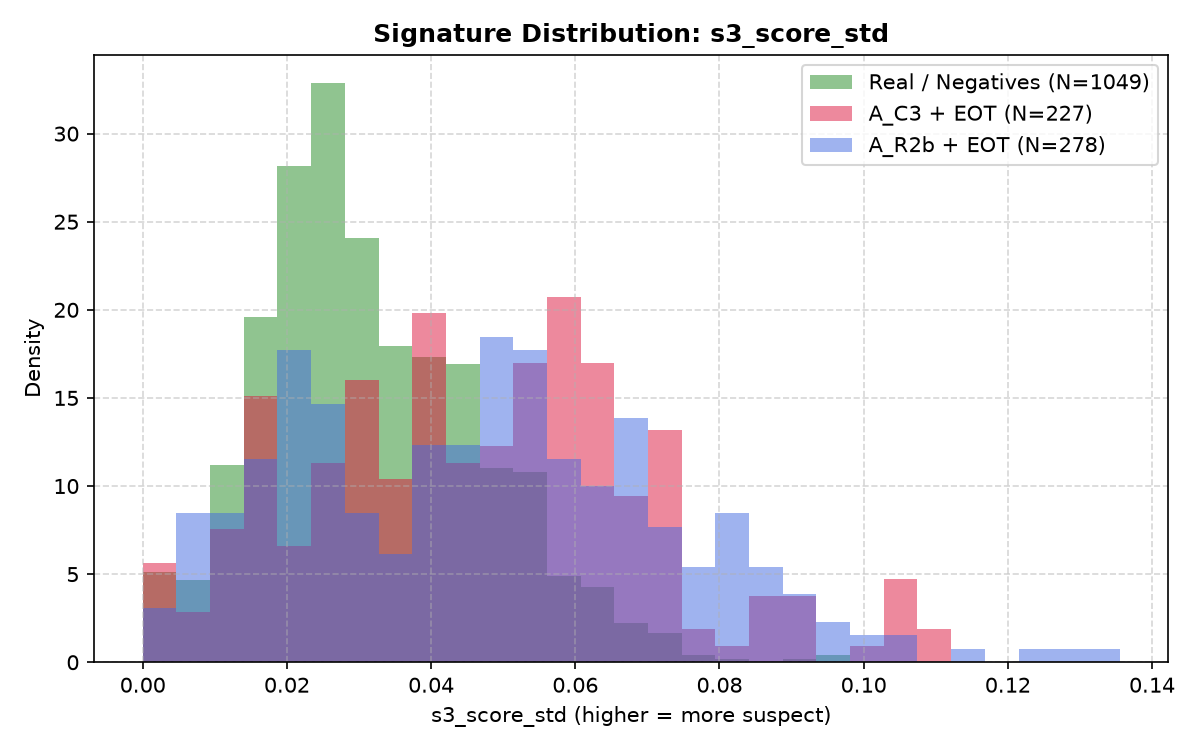 Signature Distribution: s3_score_std
Real / Negatives (N=1049)
A_C3 + EOT (N=227)
A_R2b + EOT (N=278)
Density
30
25
20
15
10
5
0
0.00 0.02 0.04 0.06 0.08 0.10 0.12 0.14
s3_score_std (higher = more suspect)